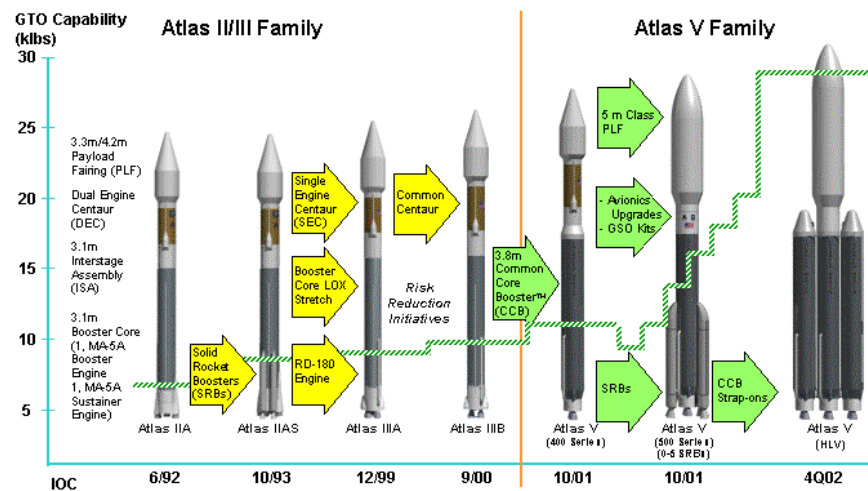 GTO Capability
(klbs)
Atlas II/III Family
Atlas V Family
30
25
20
15
10
5
3.3m/4.2m
Payload
Fairing (PLF)
Dual Engine
Centaur
(DEC)
3.1m
Interstage
Assembly
(ISA)
3.1m
Booster Core
(1, MA-5A
Booster
Engine
1, MA-5A
Sustainer
Engine)
Solid
Rocket
Boosters
(SRBs)
Single
Engine
Centaur
(SEC)
Booster
Core LOX
Stretch
RD-180
Engine
Common
Centaur
Risk
Reduction
Initiatives
3.8m
Common
Core
Booster™
(CCB)
5 m Class
PLF
- Avionics
Upgrades
- GSO Kits
SRBs
CCB
Strap-ons
Atlas IIA
Atlas IIAS
Atlas IIIA
Atlas IIIB
Atlas V
(400 Series)
Atlas V
(500 Series)
(0-5 SRBs)
Atlas V
(HLV)
IOC
6/92
10/93
12/99
9/00
10/01
10/01
4Q02